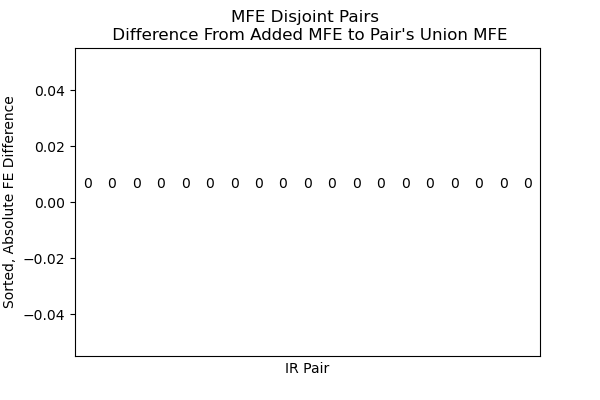 MFE Disjoint Pairs
Difference From Added MFE to Pair's Union MFE
Sorted, Absolute FE Difference
0.04
0.02
0.00
−0.02
−0.04
0 0 0 0 0 0 0 0 0 0 0 0 0 0 0 0 0 0 0
IR Pair